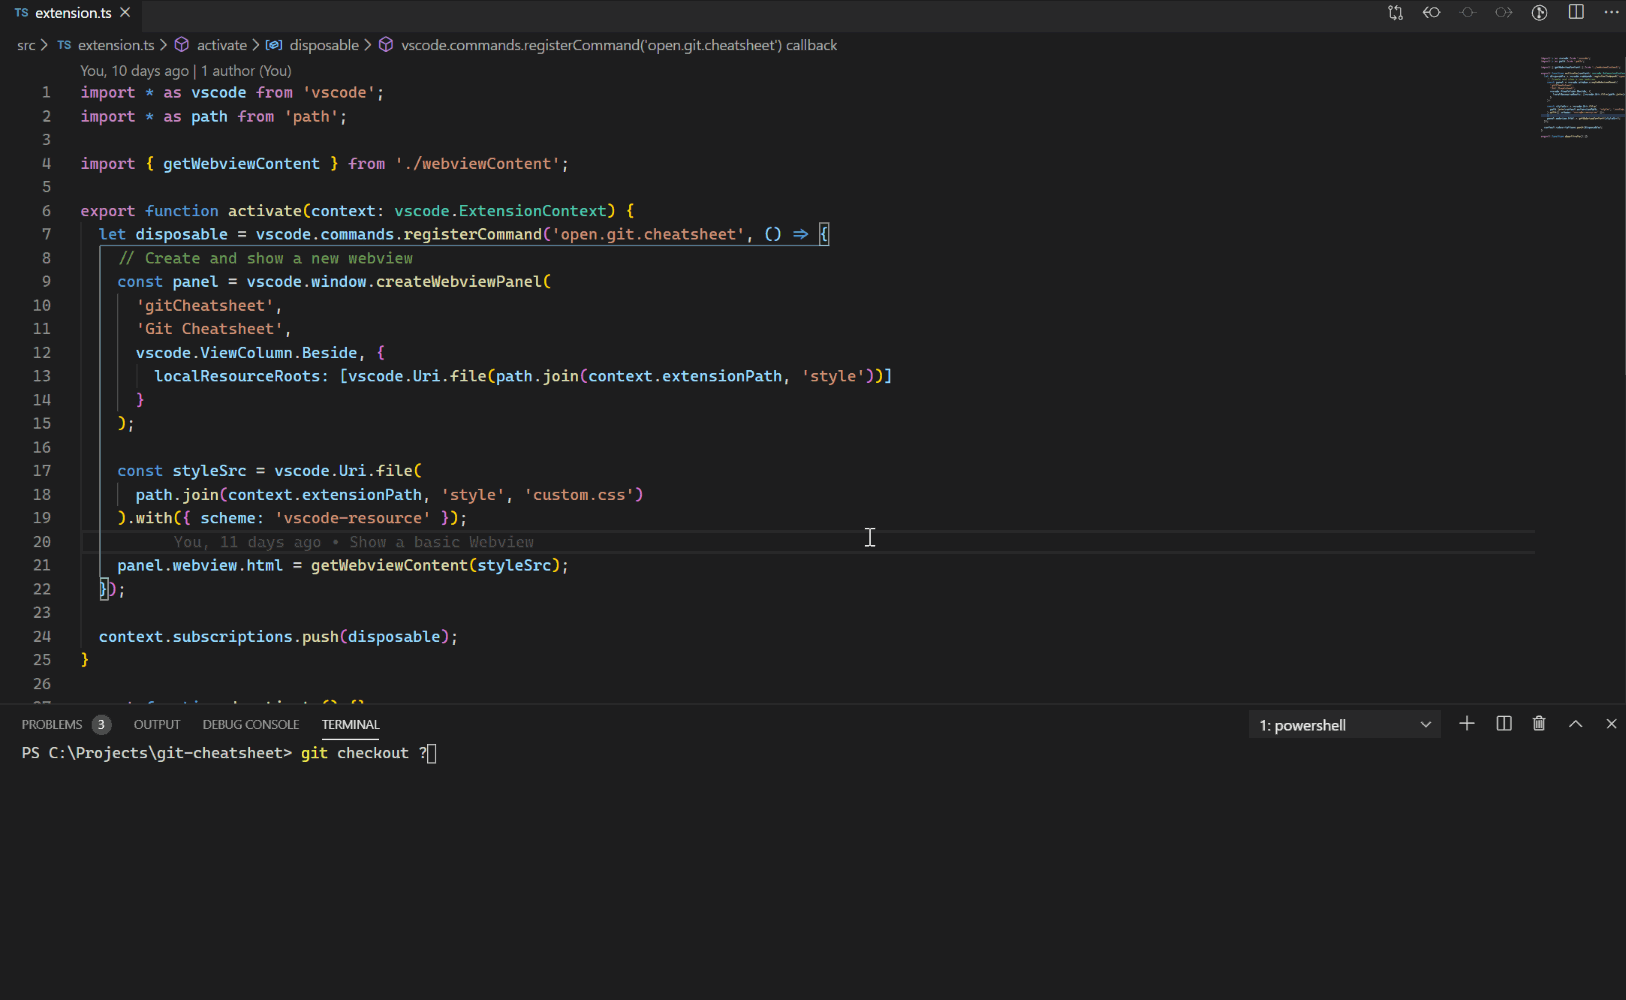 TS extension.ts
src > TS extension.ts > activate > disposable > vscode.commands.registerCommand('open.git.cheatsheet') callback
You, 10 days ago | 1 author (You)
1 import * as vscode from 'vscode';
2 import * as path from 'path';
3
4 import { getWebviewContent } from './webviewContent';
5
6 export function activate(context: vscode.ExtensionContext) {
7 let disposable = vscode.commands.registerCommand('open.git.cheatsheet', () => {
8 // Create and show a new webview
9 const panel = vscode.window.createWebviewPanel(
10 'gitCheatsheet',
11 'Git Cheatsheet',
12 vscode.ViewColumn.Beside, {
13 localResourceRoots: [vscode.Uri.file(path.join(context.extensionPath, 'style'))]
14 }
15 );
16
17 const styleSrc = vscode.Uri.file(
18 path.join(context.extensionPath, 'style', 'custom.css')
19 ).with({ scheme: 'vscode-resource' });
20 You, 11 days ago • Show a basic Webview
21 panel.webview.html = getWebviewContent(styleSrc);
22 });
23
24 context.subscriptions.push(disposable);
25 }
26
PROBLEMS 3 OUTPUT DEBUG CONSOLE TERMINAL 1: powershell
PS C:\Projects\git-cheatsheet> git checkout ?